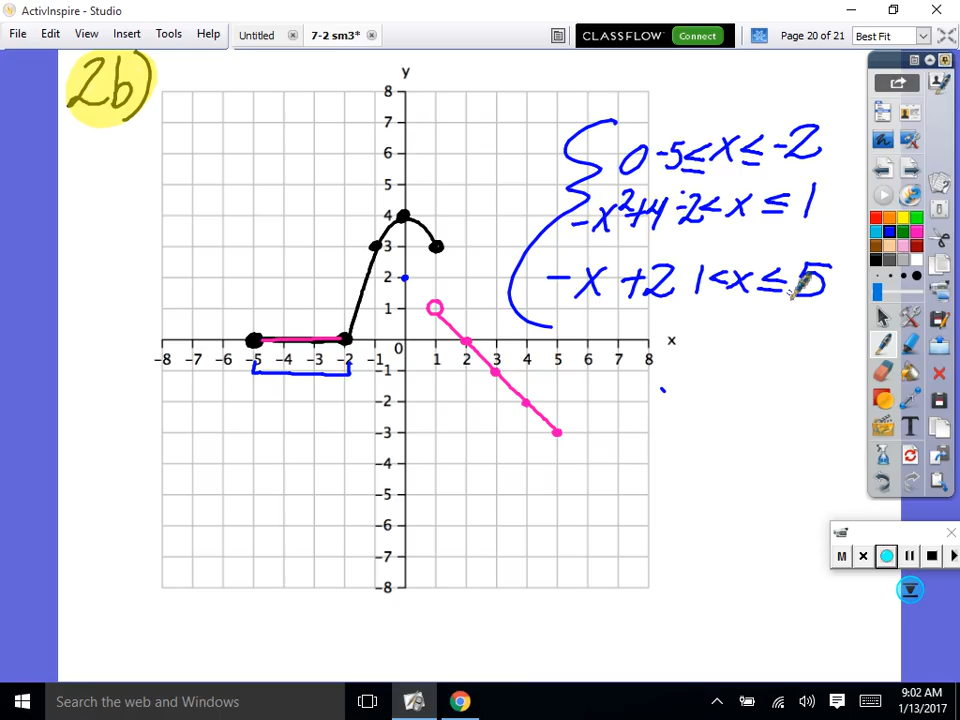 ActivInspire - Studio
File Edit View Insert Tools Help Untitled 7-2 sm3* CLASSFLOW Connect Page 20 of 21 Best Fit
2b)
y
8
7
6
5
4
3
2
1
-8 -7 -6 -5 -4 -3 -2 -1 0 1 2 3 4 5 6 7 8 x
-1
-2
-3
-4
-5
-6
-7
-8
0 -5≤x≤-2
-x²+4 -2<x≤1
-x+2 1<x≤5
T
M
Search the web and Windows
9:02 AM
1/13/2017